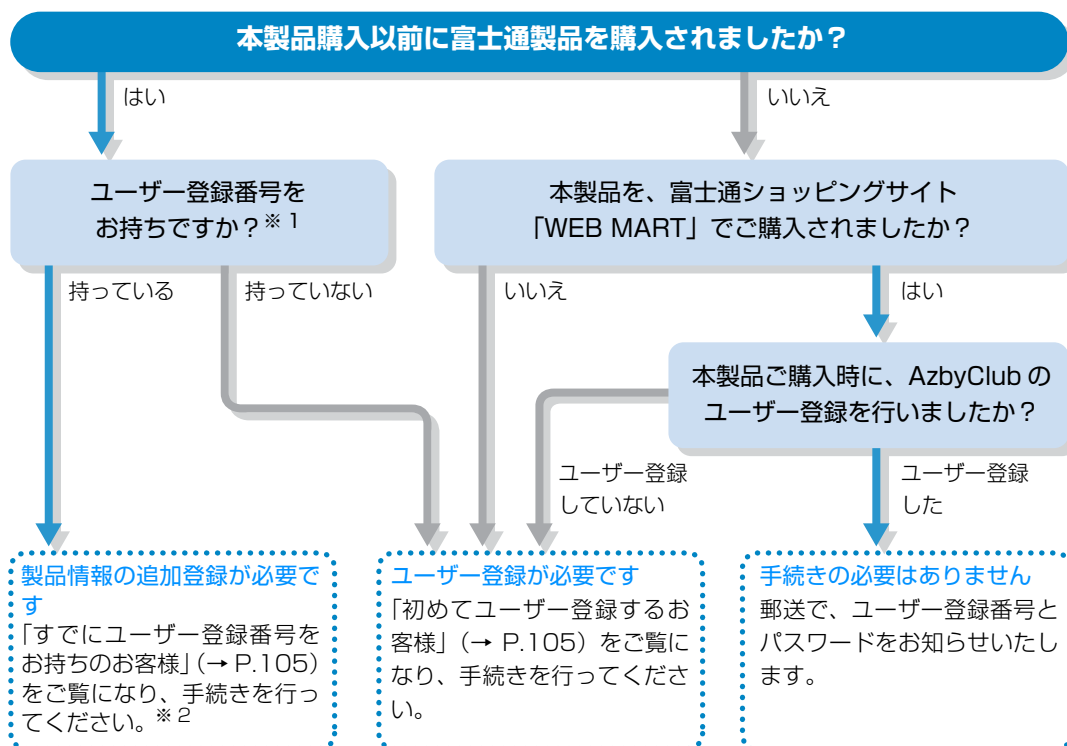 本製品購入以前に富士通製品を購入されましたか？
はい
いいえ
ユーザー登録番号を
お持ちですか？※1
本製品を、富士通ショッピングサイト
「WEB MART」でご購入されましたか？
持っている
持っていない
いいえ
はい
本製品ご購入時に、AzbyClub の
ユーザー登録を行いましたか？
ユーザー登録
していない
ユーザー登録
した
製品情報の追加登録が必要で
す
「すでにユーザー登録番号を
お持ちのお客様」（→ P.105）
をご覧になり、手続きを行っ
てください。※2
ユーザー登録が必要です
「初めてユーザー登録するお
客様」（→ P.105）をご覧に
なり、手続きを行ってくださ
い。
手続きの必要はありません
郵送で、ユーザー登録番号と
パスワードをお知らせいたし
ます。